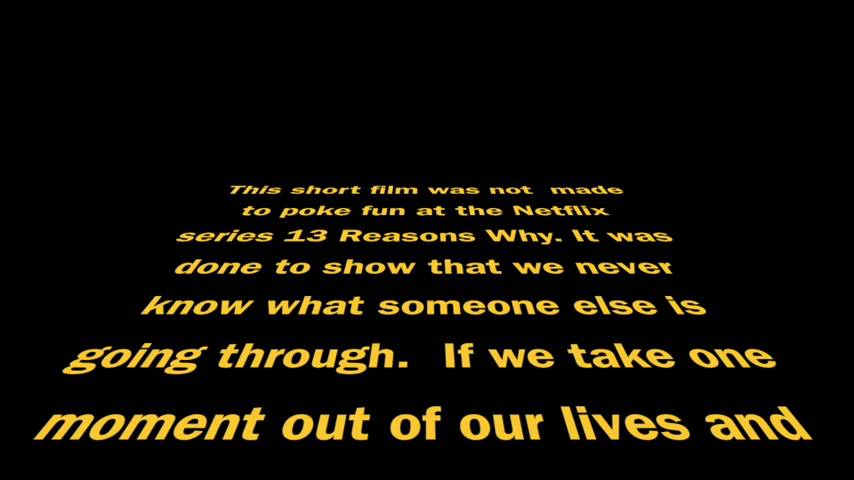 This short film was not  made
to poke fun at the Netflix
series 13 Reasons Why. It was
done to show that we never
know what someone else is
going through.  If we take one
moment out of our lives and